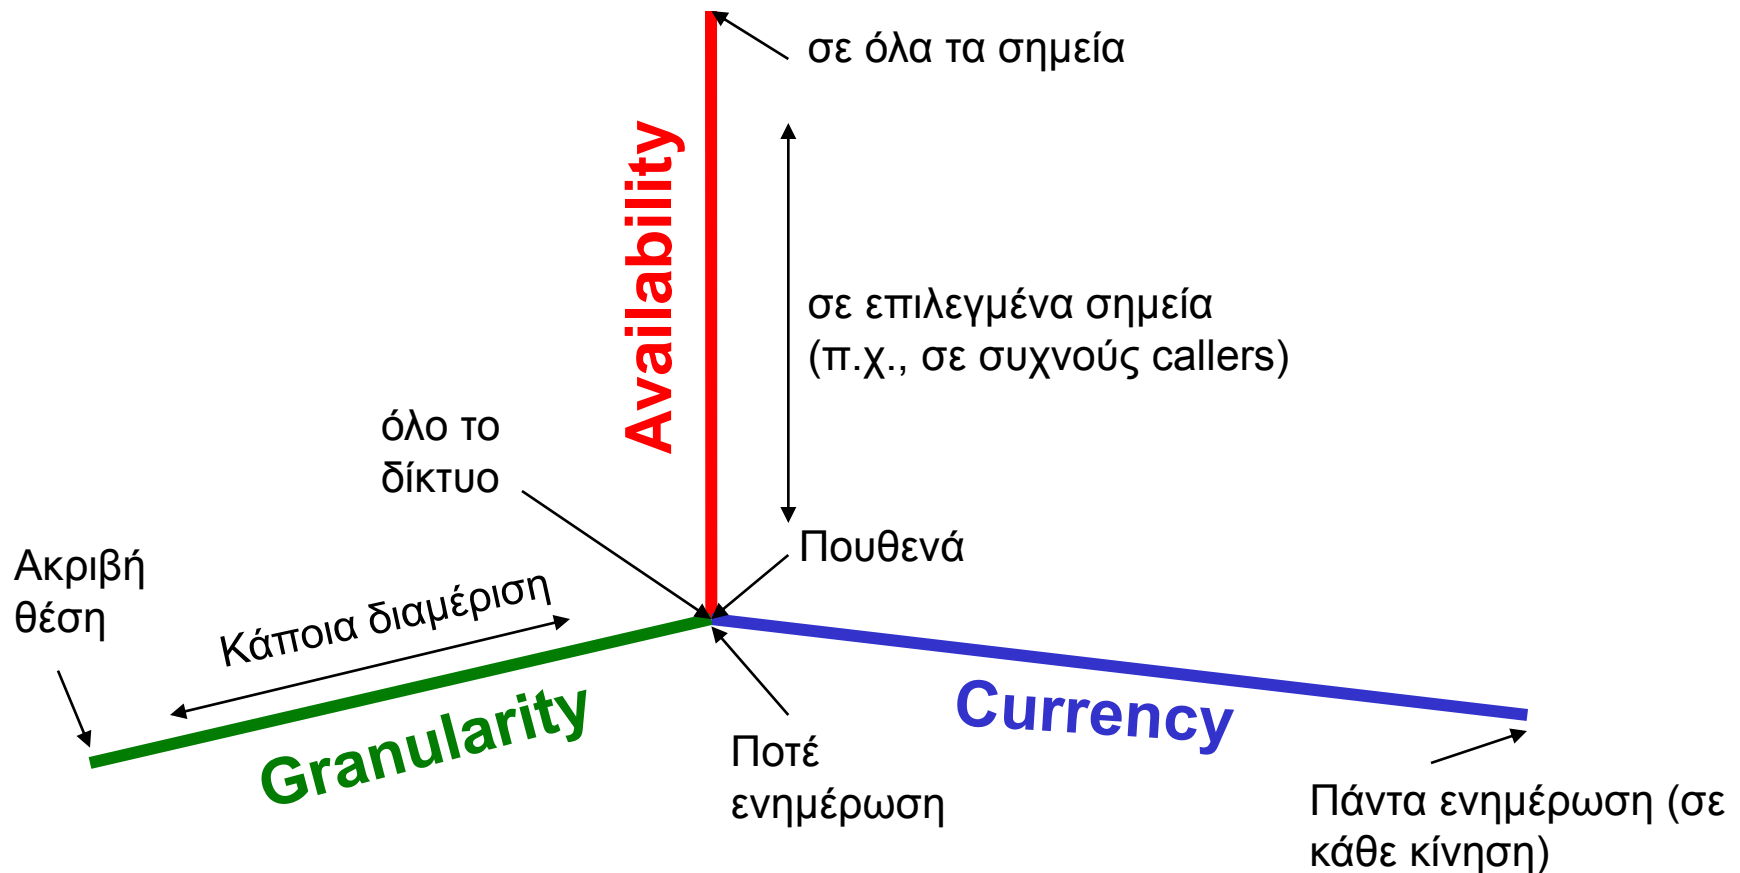 σε όλα τα σημεία
Availability
σε επιλεγμένα σημεία
(π.χ., σε συχνούς callers)
όλο το
δίκτυο
Πουθενά
Ακριβή
θέση
Κάποια διαμέριση
Granularity
Currency
Ποτέ
ενημέρωση
Πάντα ενημέρωση (σε
κάθε κίνηση)